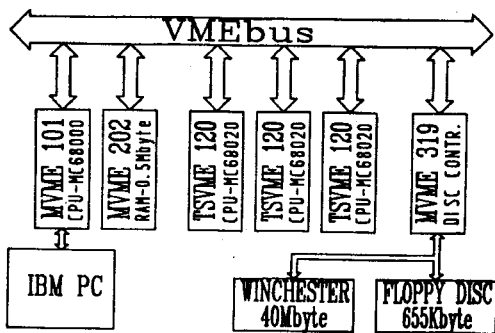 VMEbus
MVME 101
CPU-MC68000
MVME 202
RAM-0.5Mbyte
TSVME 120
CPU-MC68020
TSVME 120
CPU-MC68020
TSVME 120
CPU-MC68020
MVME 319
DISC CONTR.
IBM PC
WINCHESTER
40Mbyte
FLOPPY DISC
655Kbyte